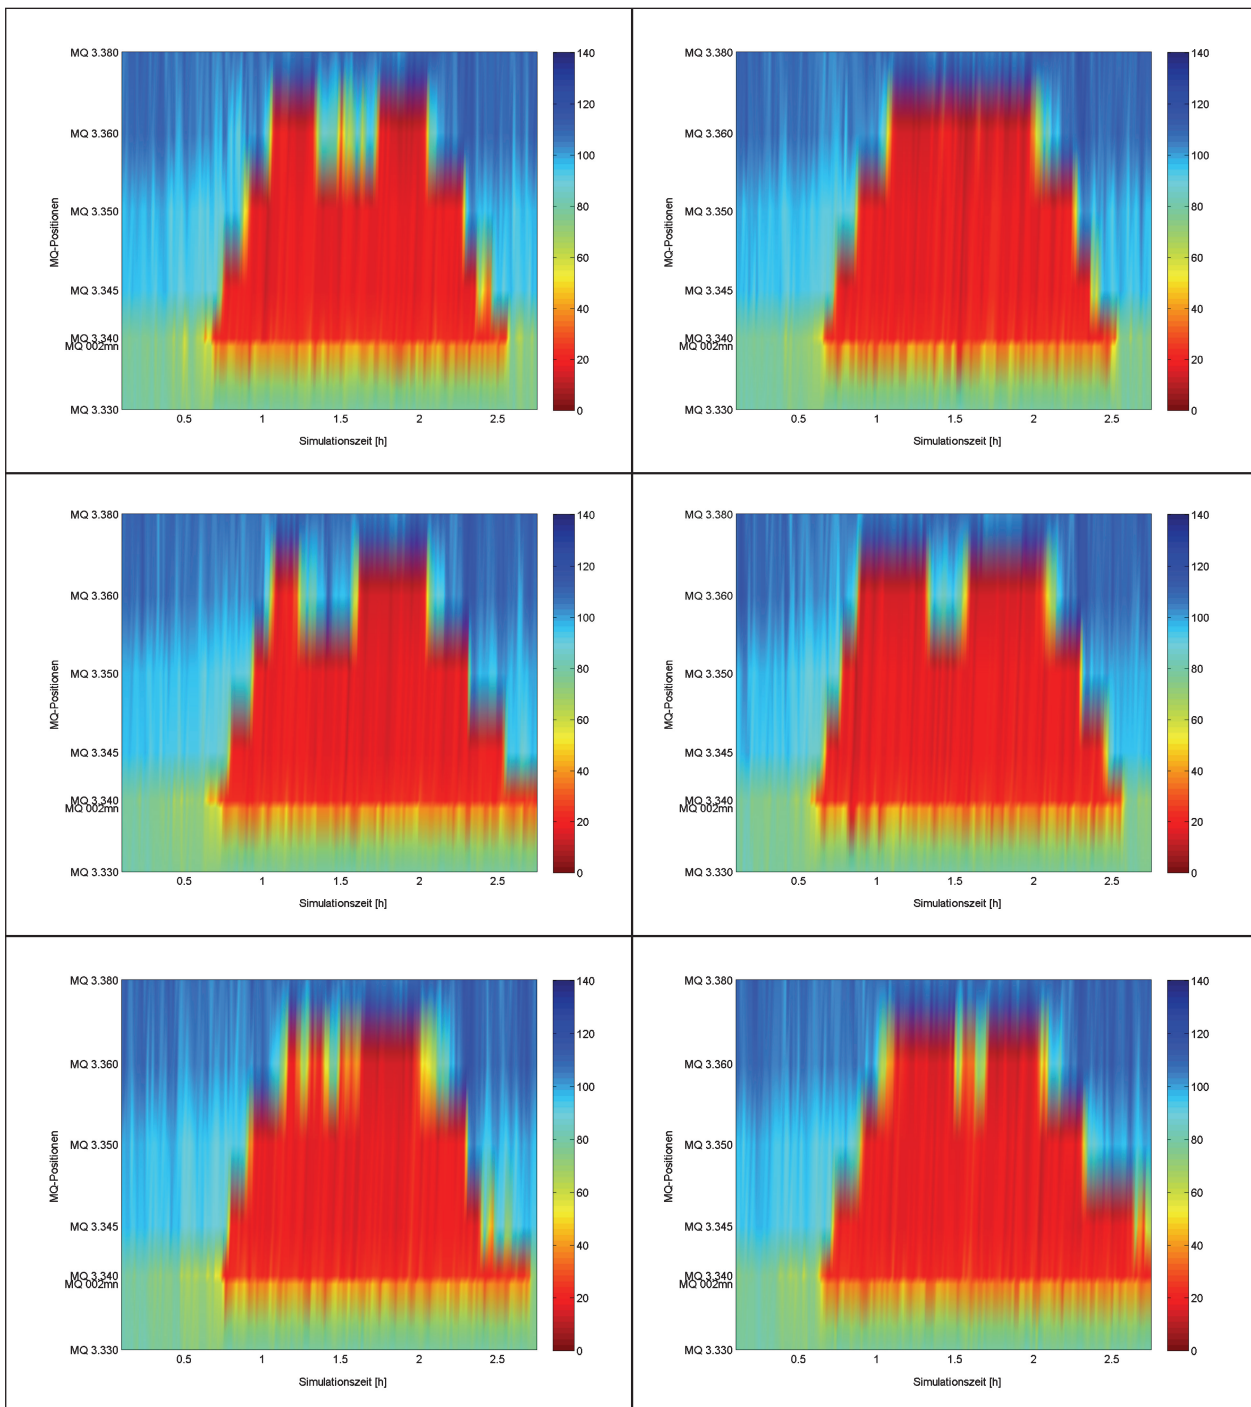 MQ 3.380
MQ 3.360
MQ 3.350
MQ 3.345
MQ 3.340
MQ 002mn
MQ 3.330
MQ-Positionen
0.5 1 1.5 2 2.5
Simulationszeit [h]
140
120
100
80
60
40
20
0
MQ 3.380
MQ 3.360
MQ 3.350
MQ 3.345
MQ 3.340
MQ 002mn
MQ 3.330
MQ-Positionen
0.5 1 1.5 2 2.5
Simulationszeit [h]
140
120
100
80
60
40
20
0
MQ 3.380
MQ 3.360
MQ 3.350
MQ 3.345
MQ 3.340
MQ 002mn
MQ 3.330
MQ-Positionen
0.5 1 1.5 2 2.5
Simulationszeit [h]
140
120
100
80
60
40
20
0
MQ 3.380
MQ 3.360
MQ 3.350
MQ 3.345
MQ 3.340
MQ 002mn
MQ 3.330
MQ-Positionen
0.5 1 1.5 2 2.5
Simulationszeit [h]
140
120
100
80
60
40
20
0
MQ 3.380
MQ 3.360
MQ 3.350
MQ 3.345
MQ 3.340
MQ 002mn
MQ 3.330
MQ-Positionen
0.5 1 1.5 2 2.5
Simulationszeit [h]
140
120
100
80
60
40
20
0
MQ 3.380
MQ 3.360
MQ 3.350
MQ 3.345
MQ 3.340
MQ 002mn
MQ 3.330
MQ-Positionen
0.5 1 1.5 2 2.5
Simulationszeit [h]
140
120
100
80
60
40
20
0